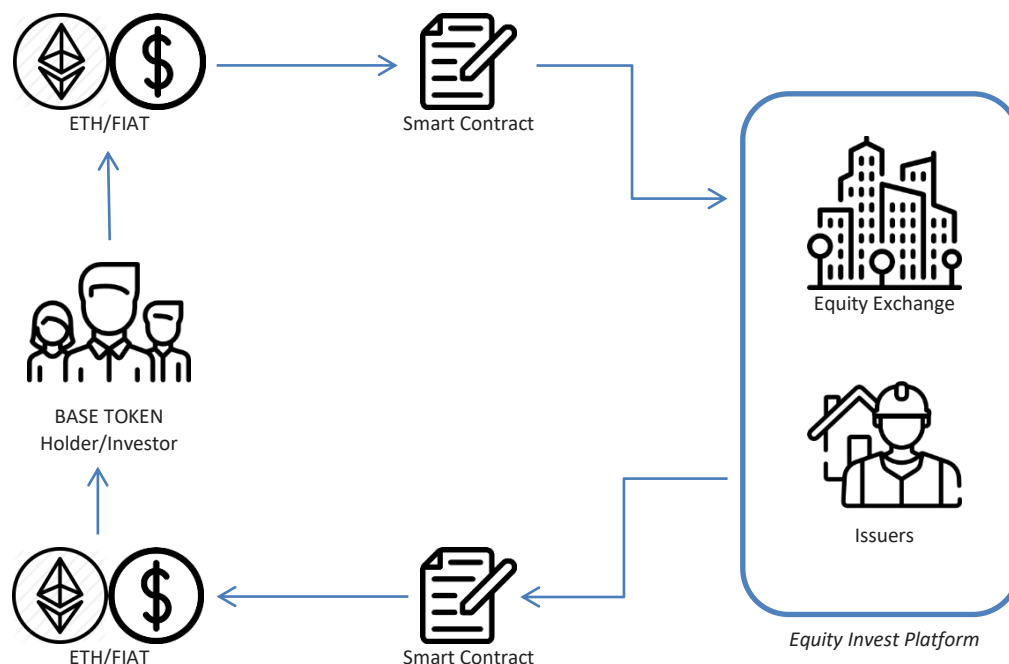 ETH/FIAT
Smart Contract
Equity Exchange
BASE TOKEN
Holder/Investor
Issuers
ETH/FIAT
Smart Contract
Equity Invest Platform